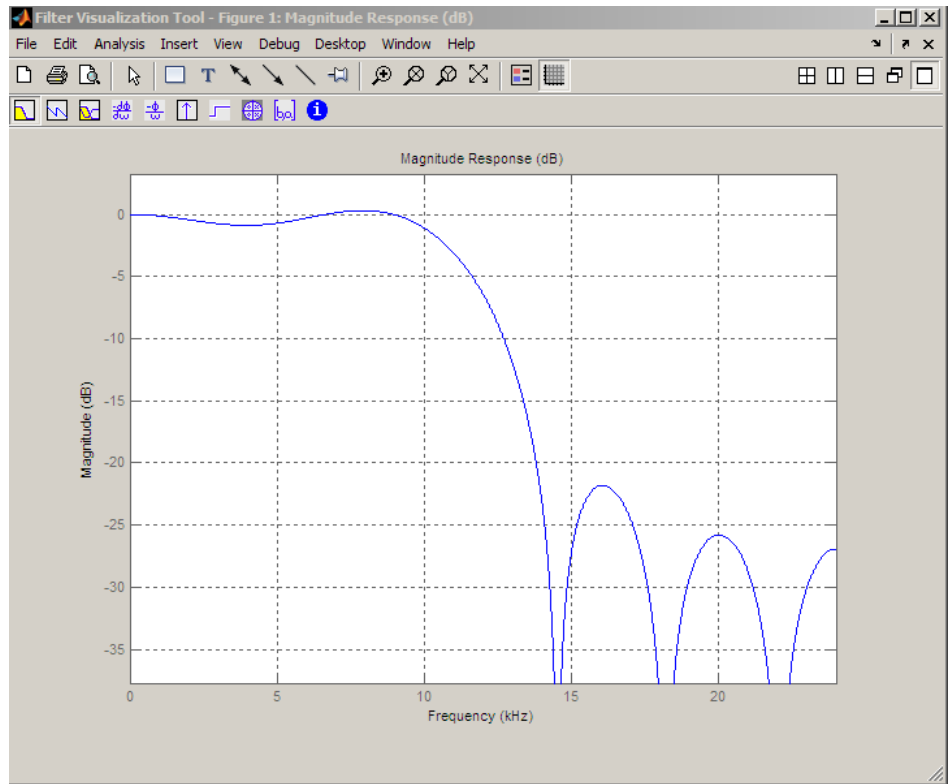 Filter Visualization Tool - Figure 1: Magnitude Response (dB)
File Edit Analysis Insert View Debug Desktop Window Help
Magnitude Response (dB)
0
-5
-10
-15
-20
-25
-30
-35
Magnitude (dB)
0 5 10 15 20
Frequency (kHz)